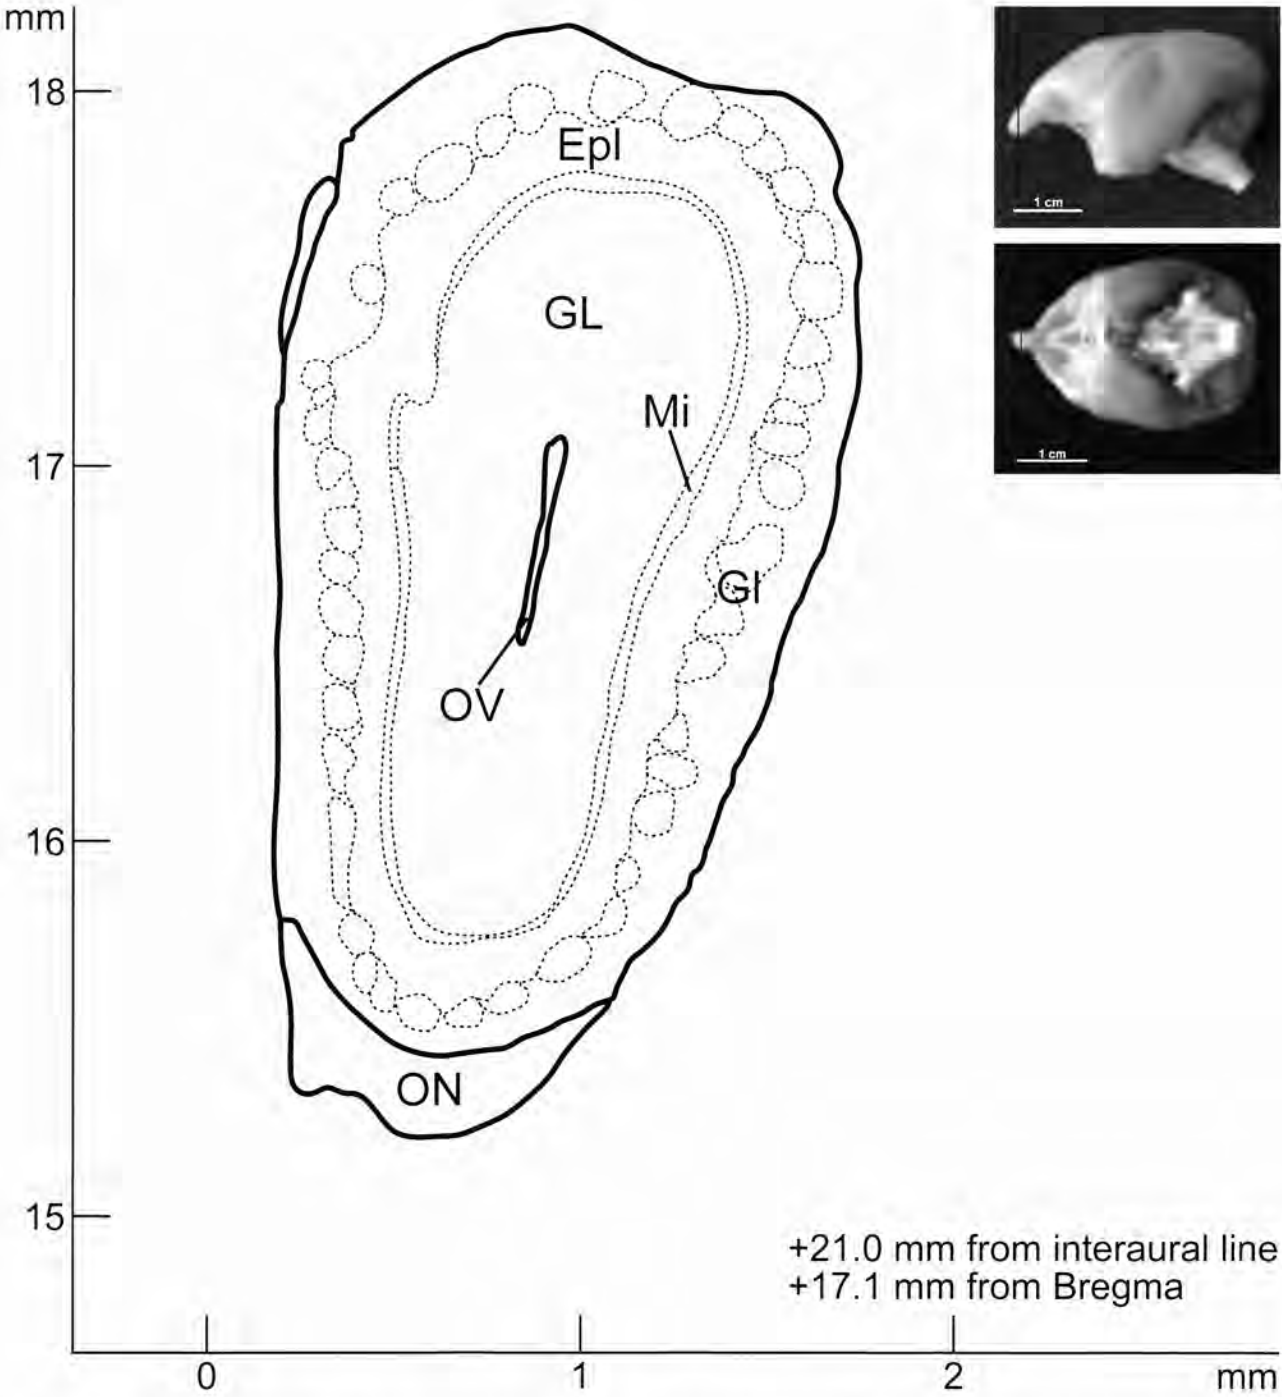 mm
18
Epl
1 cm
GL
Mi
1 cm
17
Gl
OV
16
ON
15
+21.0 mm from interaural line
+17.1 mm from Bregma
0
1
2
mm